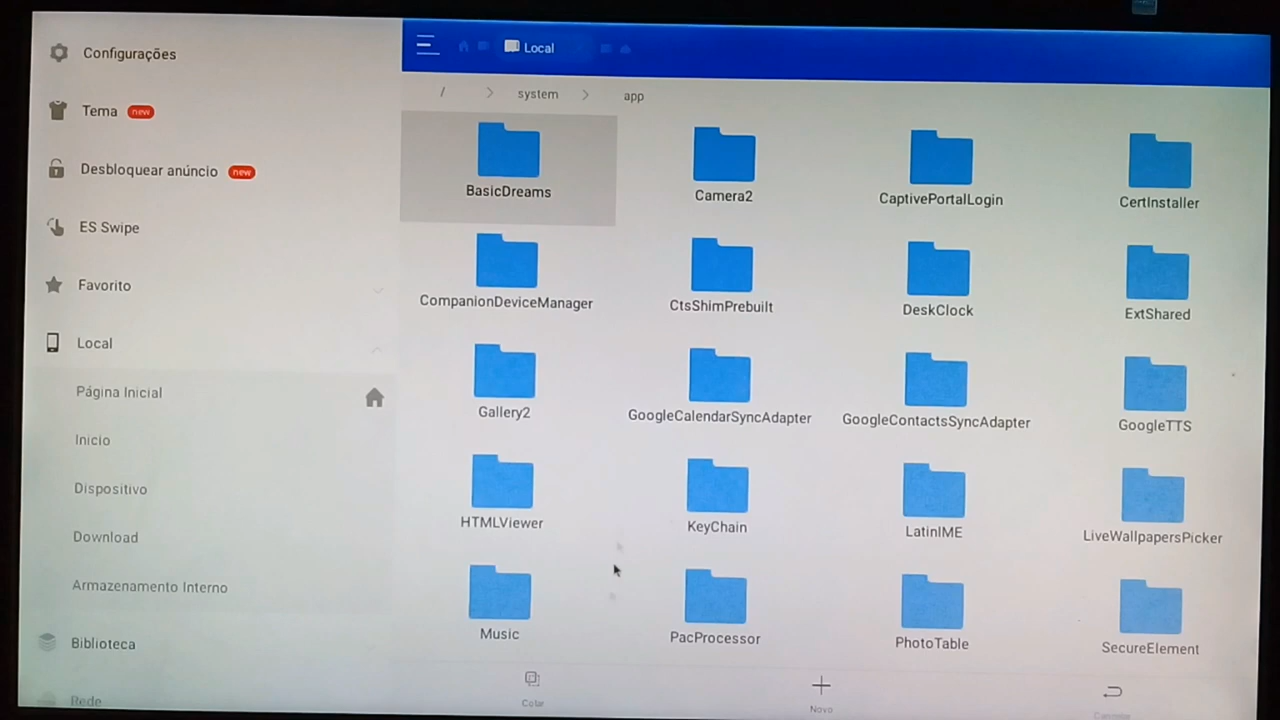 Configurações
Tema new
Desbloquear anúncio new
ES Swipe
Favorito
Local
Página Inicial
Inicio
Dispositivo
Download
Armazenamento Interno
Biblioteca
Rede
Local
/ > system > app
BasicDreams
Camera2
CaptivePortalLogin
CertInstaller
CompanionDeviceManager
CtsShimPrebuilt
DeskClock
ExtShared
Gallery2
GoogleCalendarSyncAdapter
GoogleContactsSyncAdapter
GoogleTTS
HTMLViewer
KeyChain
LatinIME
LiveWallpapersPicker
Music
PacProcessor
PhotoTable
SecureElement
Colar
Novo
Cancelar